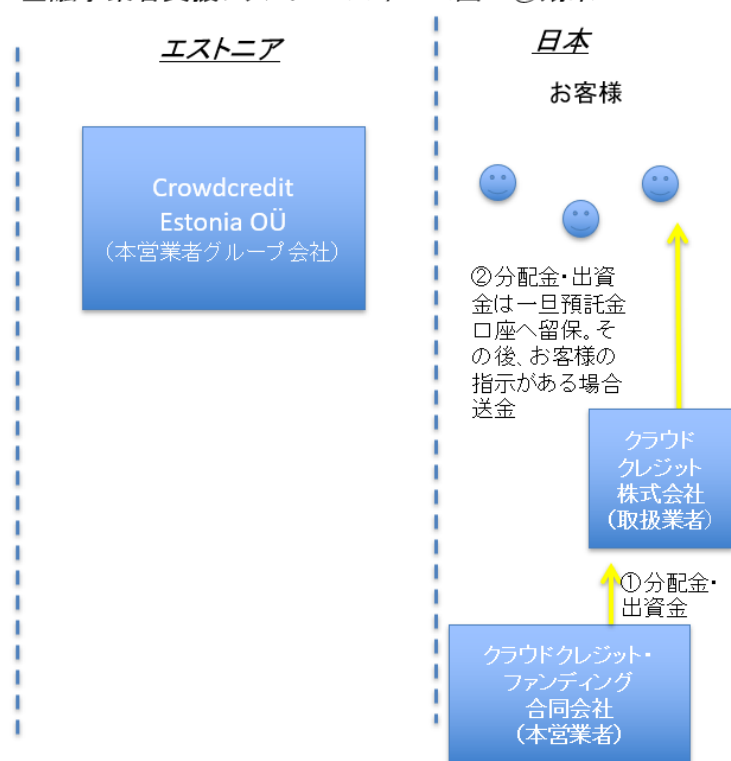 エストニア
日本
お客様
Crowdcredit
Estonia OÜ
（本営業者グループ会社）
②分配金・出資
金は一旦預託金
口座へ留保。そ
の後、お客様の
指示がある場合
送金
クラウド
クレジット
株式会社
（取扱業者）
①分配金・
出資金
クラウドクレジット・
ファンディング
合同会社
（本営業者）